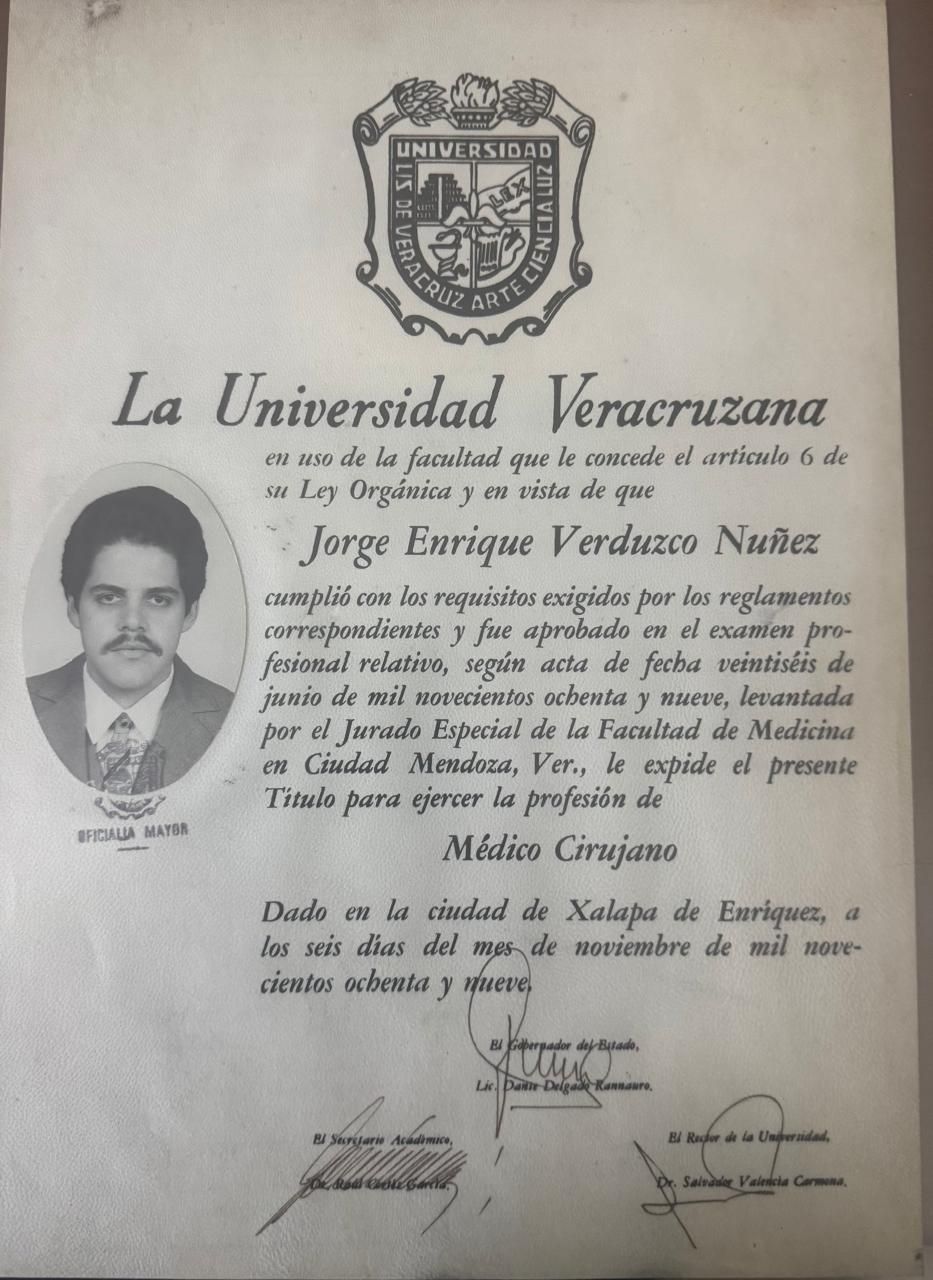 UNIVERSIDAD
LIS DE VERACRUZ ARTE CIENCIA LUZ
LEX
La Universidad Veracruzana
en uso de la facultad que le concede el artículo 6 de
su Ley Orgánica y en vista de que
Jorge Enrique Verduzco Nuñez
cumplió con los requisitos exigidos por los reglamentos
correspondientes y fue aprobado en el examen pro-
fesional relativo, según acta de fecha veintiséis de
junio de mil novecientos ochenta y nueve, levantada
por el Jurado Especial de la Facultad de Medicina
en Ciudad Mendoza, Ver., le expide el presente
Título para ejercer la profesión de
OFICIALIA MAYOR
Médico Cirujano
Dado en la ciudad de Xalapa de Enríquez, a
los seis días del mes de noviembre de mil nove-
cientos ochenta y nueve.
El Gobernador del Estado,
Lic. Dante Delgado Rannauro.
El Secretario Académico,
El Rector de la Universidad,
Dr. Salvador Valencia Carmona.